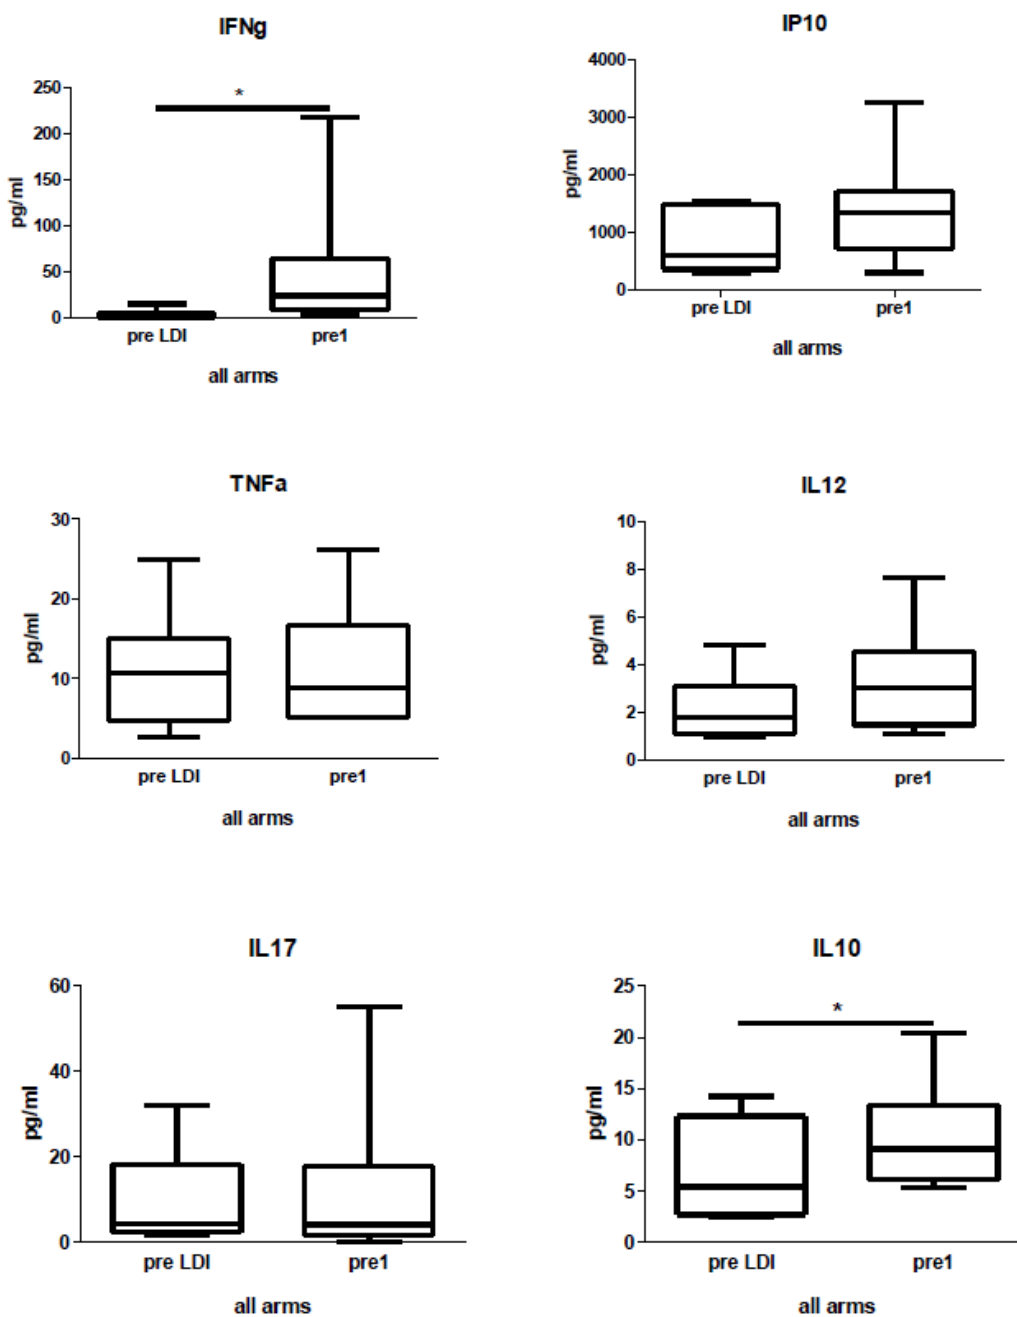 IFNg
250
200
150
100
50
0
pg/ml
*
pre LDI pre1
all arms
IP10
4000
3000
2000
1000
0
pg/ml
pre LDI pre1
all arms
TNFa
30
20
10
0
pg/ml
pre LDI pre1
all arms
IL12
10
8
6
4
2
0
pg/ml
pre LDI pre1
all arms
IL17
60
40
20
0
pg/ml
pre LDI pre1
all arms
IL10
25
20
15
10
5
0
pg/ml
*
pre LDI pre1
all arms